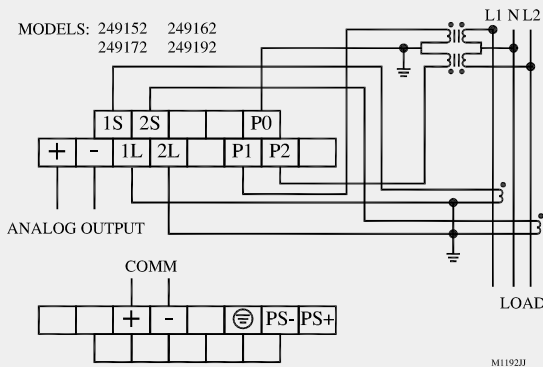 MODELS: 249152 249162
249172 249192
L1 N L2
1S 2S P0
+ - 1L 2L P1 P2
ANALOG OUTPUT
COMM
+ - PS- PS+
LOAD
M1192JJ